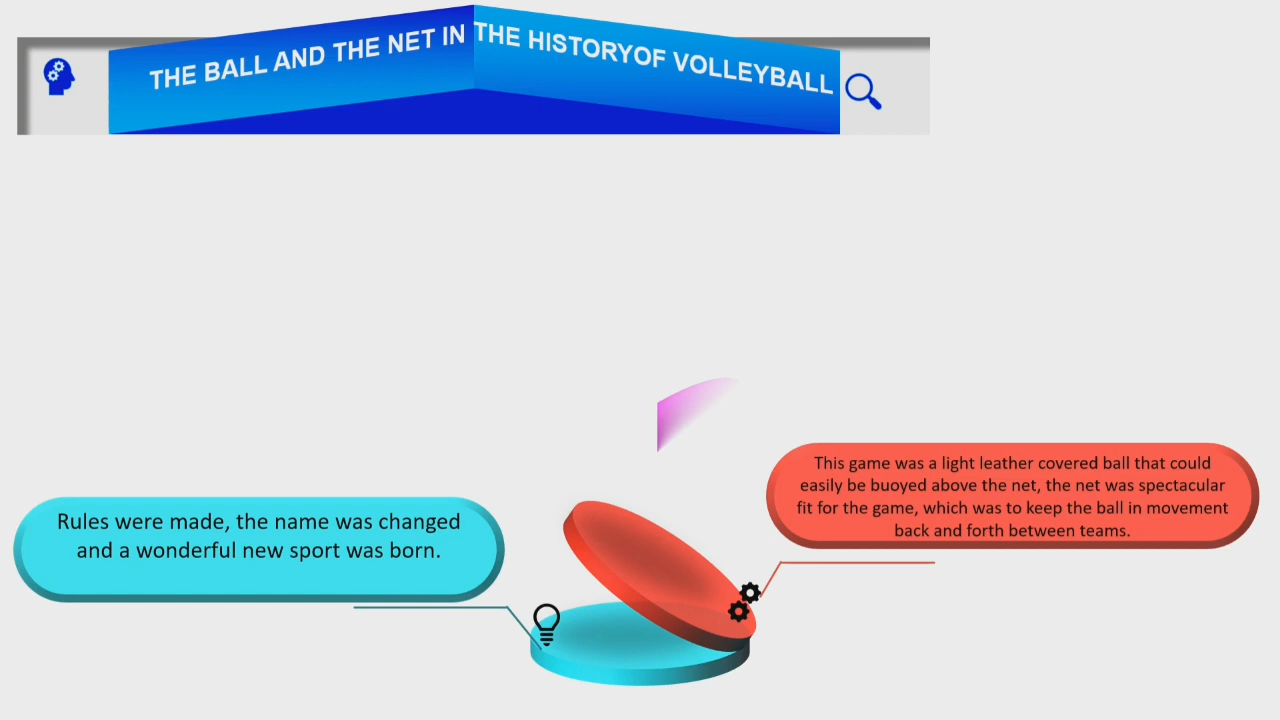 THE BALL AND THE NET IN THE HISTORYOF VOLLEYBALL
This game was a light leather covered ball that could
easily be buoyed above the net, the net was spectacular
fit for the game, which was to keep the ball in movement
back and forth between teams.
Rules were made, the name was changed
and a wonderful new sport was born.